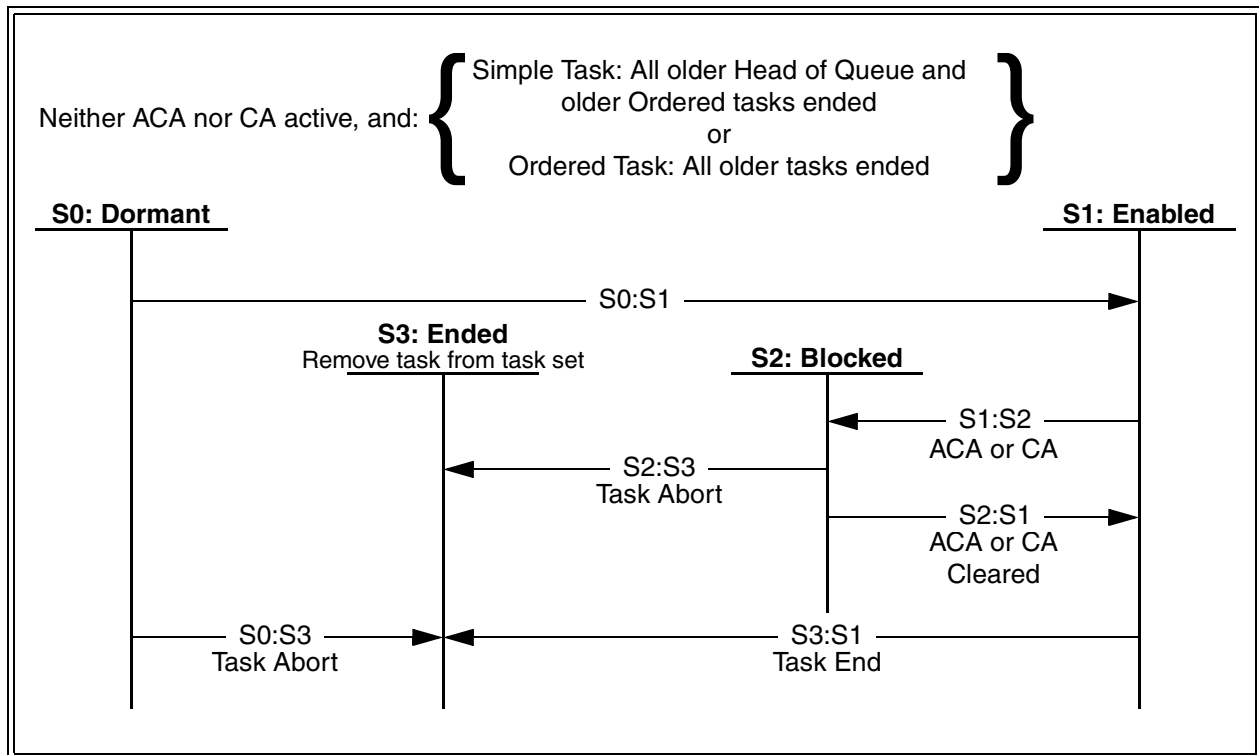 Simple Task: All older Head of Queue and
older Ordered tasks ended
Neither ACA nor CA active, and:
or
Ordered Task: All older tasks ended
S0: Dormant
S1: Enabled
S0:S1
S3: Ended
Remove task from task set
S2: Blocked
S1:S2
ACA or CA
S2:S3
Task Abort
S2:S1
ACA or CA
Cleared
S0:S3
Task Abort
S3:S1
Task End